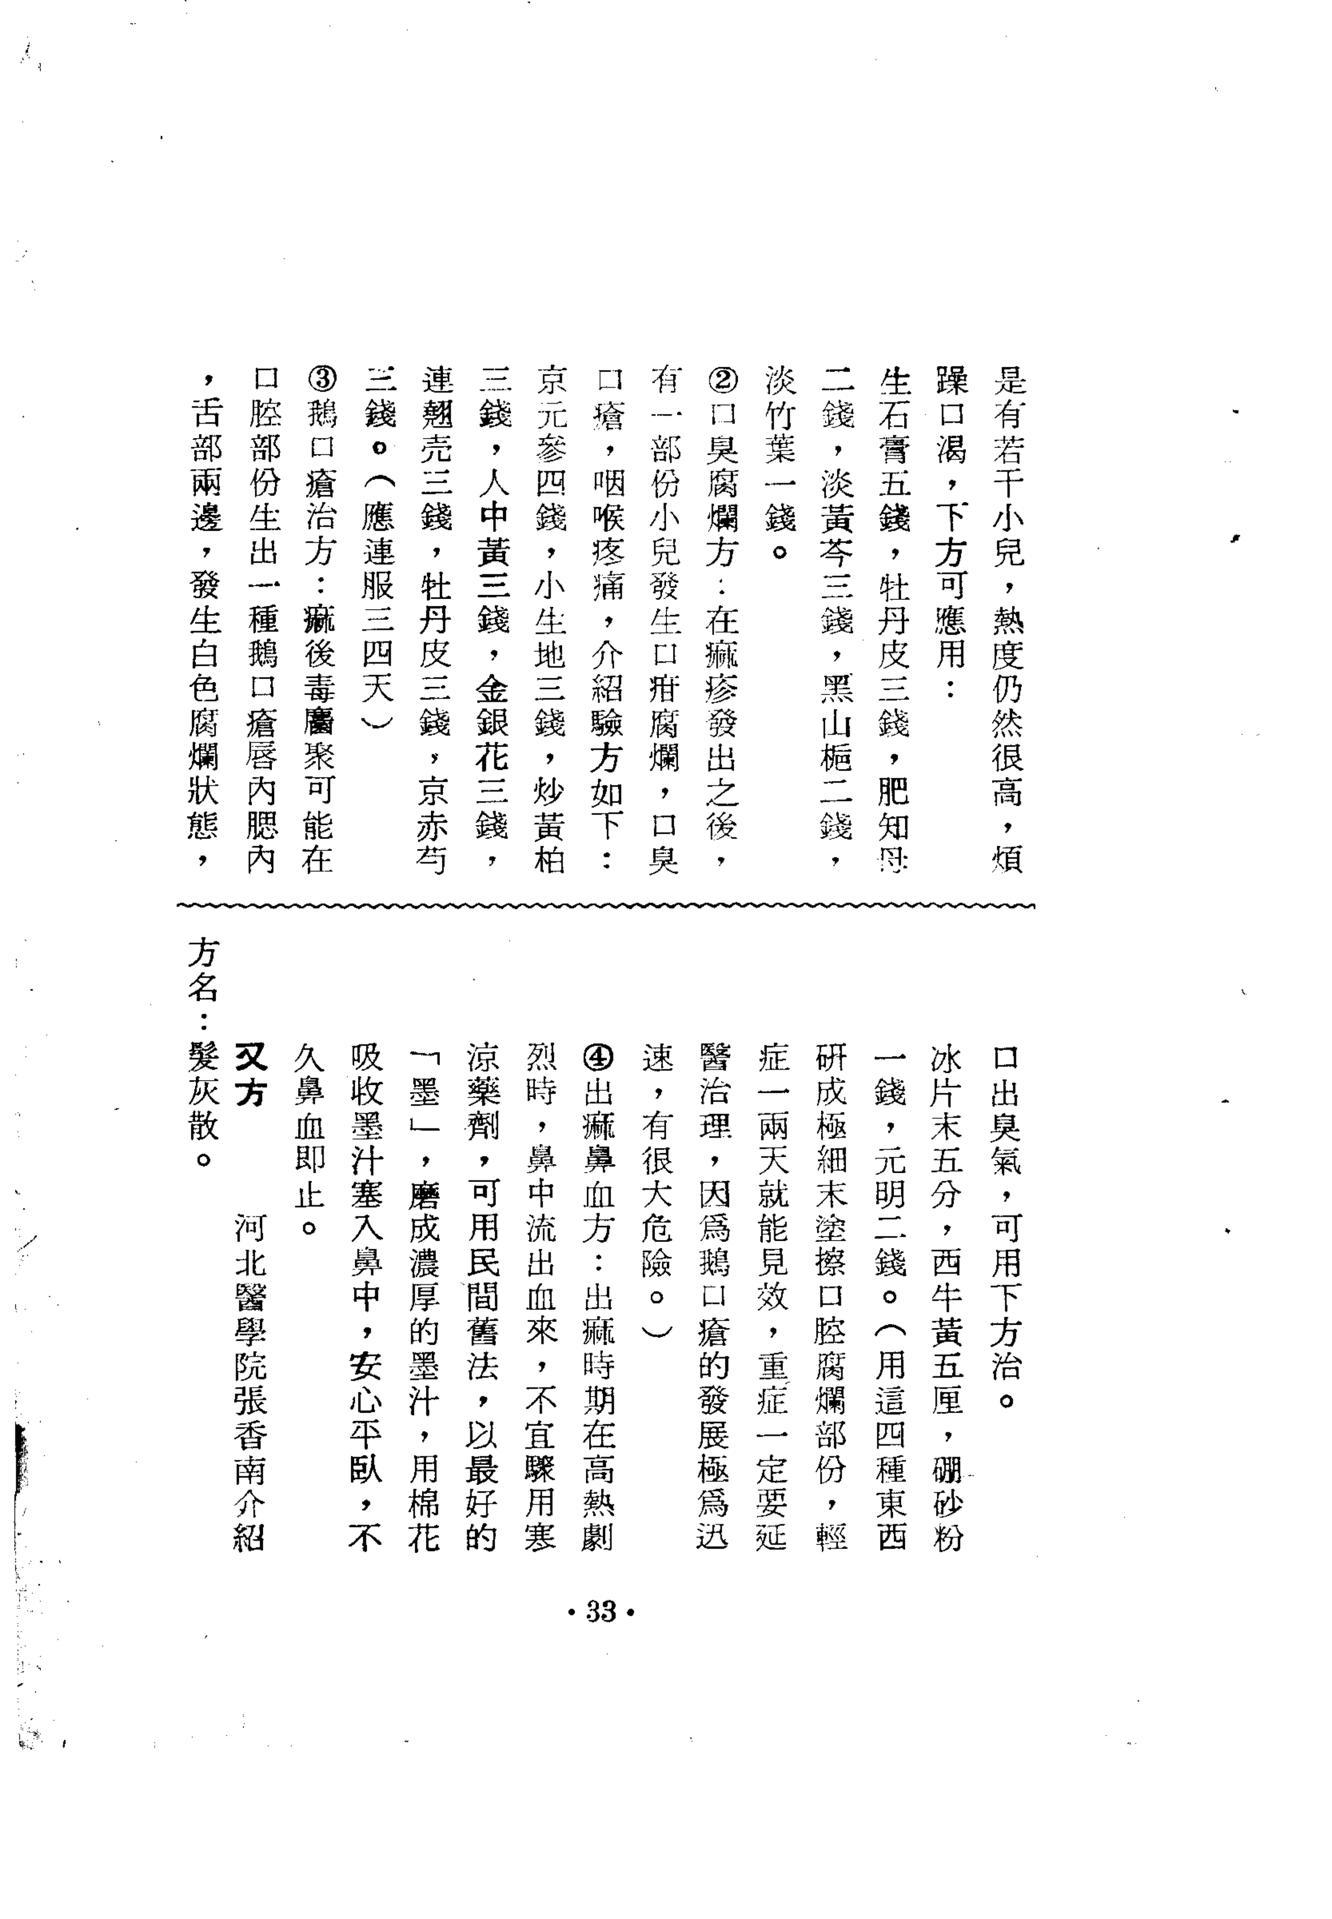 是有若干小兒，熱度仍然很高，煩
躁口渴，下方可應用：
生石膏五錢，牡丹皮三錢，肥知母
二錢，淡黃芩三錢，黑山梔二錢，
淡竹葉一錢。
②口臭腐爛方：在痲疹發出之後，
有一部份小兒發生口疳腐爛，口臭
口瘡，咽喉疼痛，介紹驗方如下：
京元參四錢，小生地三錢，炒黃柏
三錢，人中黃三錢，金銀花三錢，
連翹壳三錢，牡丹皮三錢，京赤芍
三錢。（應連服三四天）
③鵝口瘡治方：痲後毒聚可能在
口腔部份生出一種鵝口瘡唇內腮內
，舌部兩邊，發生白色腐爛狀態，
口出臭氣，可用下方治。
冰片末五分，西牛黃五厘，硼砂粉
一錢，元明二錢。（用這四種東西
研成極細末塗擦口腔腐爛部份，輕
症一兩天就能見效，重症一定要延
醫治理，因爲鵝口瘡的發展極爲迅
速，有很大危險。）
④出痲鼻血方：出痲時期在高熱劇
烈時，鼻中流出血來，不宜驟用寒
涼藥劑，可用民間舊法，以最好的
「墨」，磨成濃厚的墨汁，用棉花
吸收墨汁塞入鼻中，安心平臥，不
久鼻血即止。
又方　河北醫學院張香南介紹
方名：髮灰散。
·33·